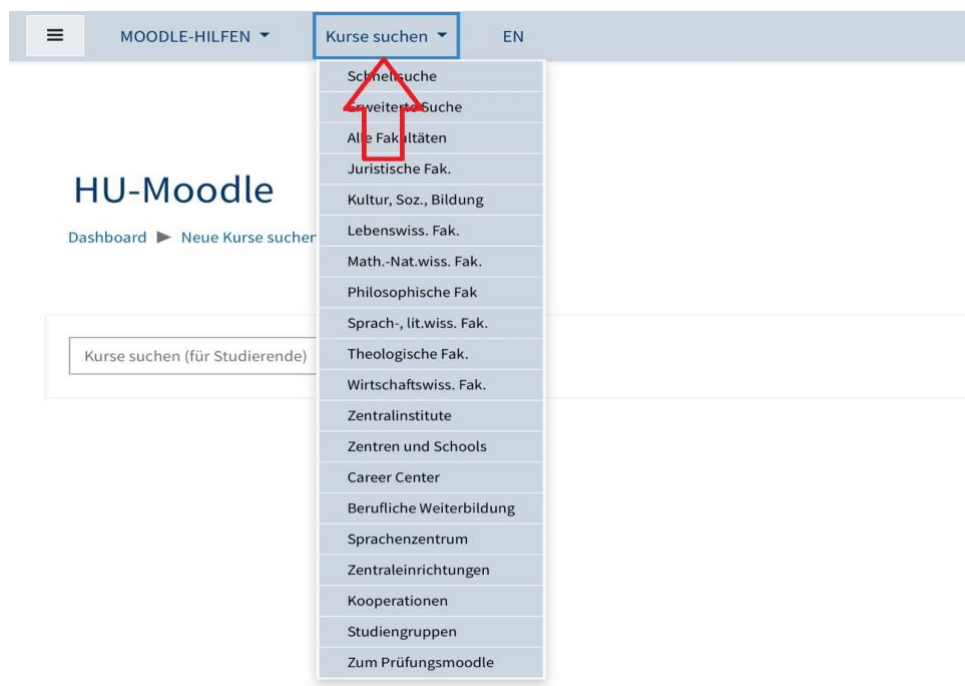 MOODLE-HILFEN Kurse suchen EN
Schnellsuche
Erweiterte Suche
Alle Fakultäten
Juristische Fak.
HU-Moodle
Kultur, Soz., Bildung
Lebenswiss. Fak.
Dashboard ► Neue Kurse suchen
Math.-Nat.wiss. Fak.
Philosophische Fak
Sprach-, lit.wiss. Fak.
Kurse suchen (für Studierende)
Theologische Fak.
Wirtschaftswiss. Fak.
Zentralinstitute
Zentren und Schools
Career Center
Berufliche Weiterbildung
Sprachenzentrum
Zentraleinrichtungen
Kooperationen
Studiengruppen
Zum Prüfungsmoodle